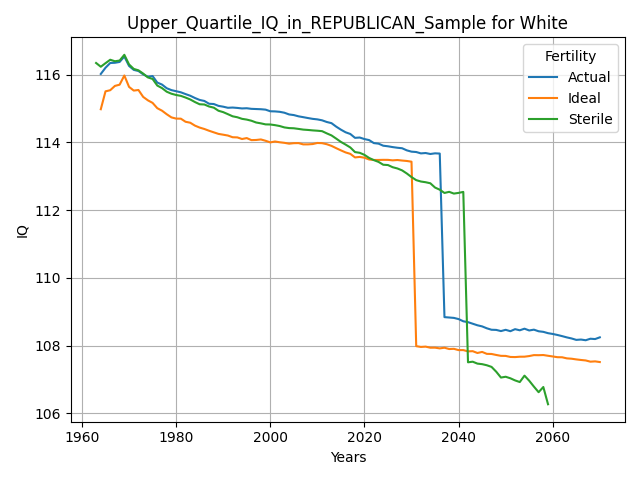 Upper_Quartile_IQ_in_REPUBLICAN_Sample for White
Fertility
Actual
Ideal
Sterile
IQ
116
114
112
110
108
106
1960
1980
2000
2020
2040
2060
Years